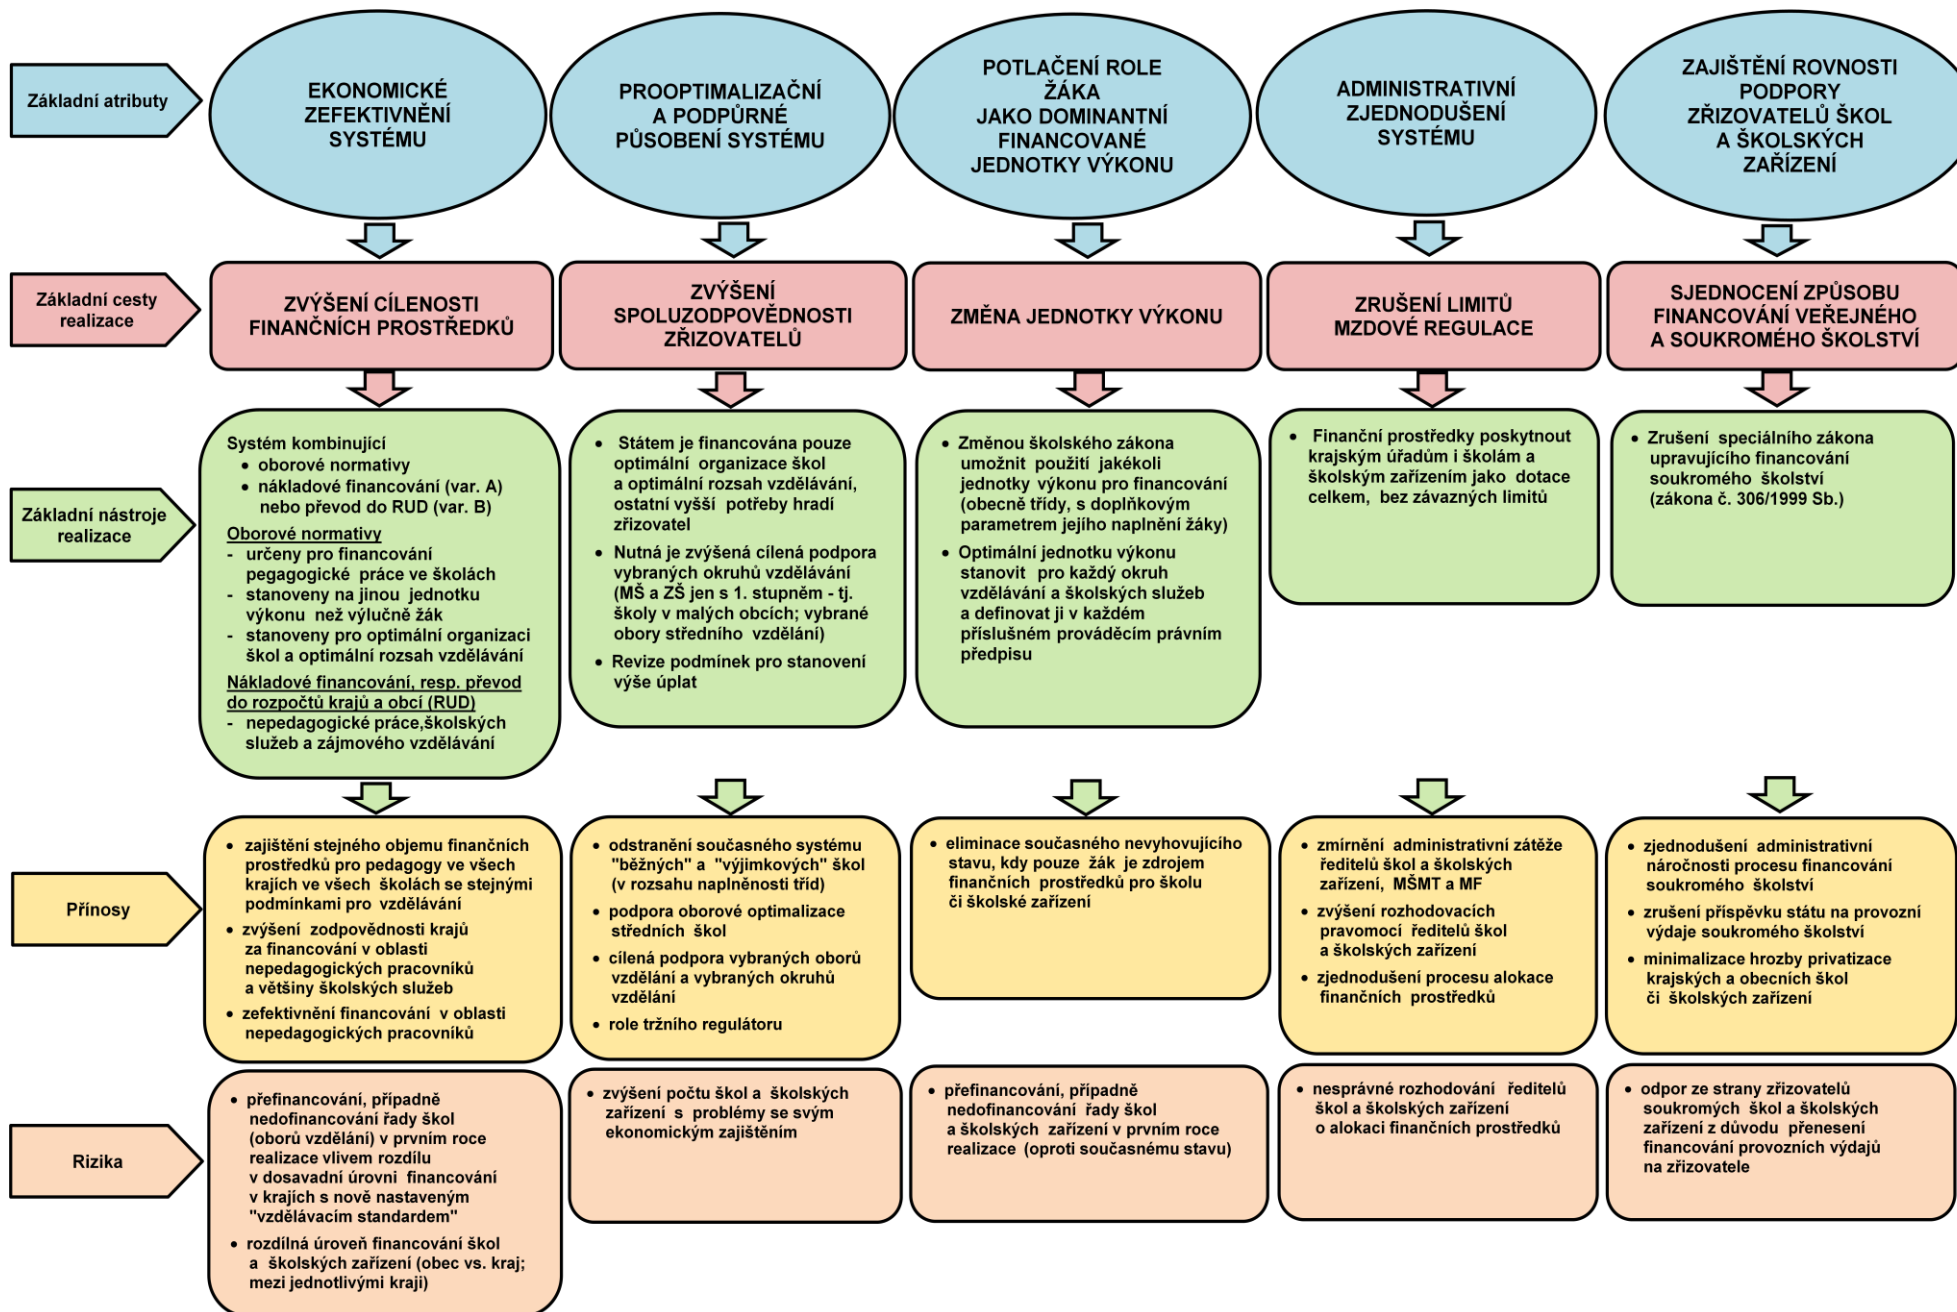 Základní atributy
EKONOMICKÉ
ZEFEKTIVNĚNÍ
SYSTÉMU
PROOPTIMALIZAČNÍ
A PODPŮRNÉ
PŮSOBENÍ SYSTÉMU
POTLAČENÍ ROLE
ŽÁKA
JAKO DOMINANTNÍ
FINANCOVANÉ
JEDNOTKY VÝKONU
ADMINISTRATIVNÍ
ZJEDNODUŠENÍ
SYSTÉMU
ZAJIŠTĚNÍ ROVNOSTI
PODPORY
ZŘIZOVATELŮ ŠKOL
A ŠKOLSKÝCH
ZAŘÍZENÍ
Základní cesty
realizace
ZVÝŠENÍ CÍLENOSTI
FINANČNÍCH PROSTŘEDKŮ
ZVÝŠENÍ
SPOLUZODPOVĚDNOSTI
ZŘIZOVATELŮ
ZMĚNA JEDNOTKY VÝKONU
ZRUŠENÍ LIMITŮ
MZDOVÉ REGULACE
SJEDNOCENÍ ZPŮSOBU
FINANCOVÁNÍ VEŘEJNÉHO
A SOUKROMÉHO ŠKOLSTVÍ
Základní nástroje
realizace
Systém kombinující
• oborové normativy
• nákladové financování (var. A)
nebo převod do RUD (var. B)
Oborové normativy
- určeny pro financování
pegagogické práce ve školách
- stanoveny na jinou jednotku
výkonu než výlučně žák
- stanoveny pro optimální organizaci
škol a optimální rozsah vzdělávání
Nákladové financování, resp. převod
do rozpočtů krajů a obcí (RUD)
- nepedagogické práce,školských
služeb a zájmového vzdělávání
• Státem je financována pouze
optimální organizace škol
a optimální rozsah vzdělávání,
ostatní vyšší potřeby hradí
zřizovatel
• Nutná je zvýšená cílená podpora
vybraných okruhů vzdělávání
(MŠ a ZŠ jen s 1. stupněm - tj.
školy v malých obcích; vybrané
obory středního vzdělání)
• Revize podmínek pro stanovení
výše úplat
• Změnou školského zákona
umožnit použití jakékoli
jednotky výkonu pro financování
(obecně třídy, s doplňkovým
parametrem jejího naplnění žáky)
• Optimální jednotku výkonu
stanovit pro každý okruh
vzdělávání a školských služeb
a definovat ji v každém
příslušném prováděcím právním
předpisu
• Finanční prostředky poskytnout
krajským úřadům i školám a
školským zařízením jako dotace
celkem, bez závazných limitů
• Zrušení speciálního zákona
upravujícího financování
soukromého školství
(zákona č. 306/1999 Sb.)
Přínosy
• zajištění stejného objemu finančních
prostředků pro pedagogy ve všech
krajích ve všech školách se stejnými
podmínkami pro vzdělávání
• zvýšení zodpovědnosti krajů
za financování v oblasti
nepedagogických pracovníků
a většiny školských služeb
• zefektivnění financování v oblasti
nepedagogických pracovníků
• odstranění současného systému
"běžných" a "výjimkových" škol
(v rozsahu naplněnosti tříd)
• podpora oborové optimalizace
středních škol
• cílená podpora vybraných oborů
vzdělání a vybraných okruhů
vzdělání
• role tržního regulátoru
• eliminace současného nevyhovujícího
stavu, kdy pouze žák je zdrojem
finančních prostředků pro školu
či školské zařízení
• zmírnění administrativní zátěže
ředitelů škol a školských
zařízení, MŠMT a MF
• zvýšení rozhodovacích
pravomocí ředitelů škol
a školských zařízení
• zjednodušení procesu alokace
finančních prostředků
• zjednodušení administrativní
náročnosti procesu financování
soukromého školství
• zrušení příspěvku státu na provozní
výdaje soukromého školství
• minimalizace hrozby privatizace
krajských a obecních škol
či školských zařízení
Rizika
• přefinancování, případně
nedofinancování řady škol
(oborů vzdělání) v prvním roce
realizace vlivem rozdílu
v dosavadní úrovni financování
v krajích s nově nastaveným
"vzdělávacím standardem"
• rozdílná úroveň financování škol
a školských zařízení (obec vs. kraj;
mezi jednotlivými kraji)
• zvýšení počtu škol a školských
zařízení s problémy se svým
ekonomickým zajištěním
• přefinancování, případně
nedofinancování řady škol
a školských zařízení v prvním roce
realizace (oproti současnému stavu)
• nesprávné rozhodování ředitelů
škol a školských zařízení
o alokaci finančních prostředků
• odpor ze strany zřizovatelů
soukromých škol a školských
zařízení z důvodu přenesení
financování provozních výdajů
na zřizovatele